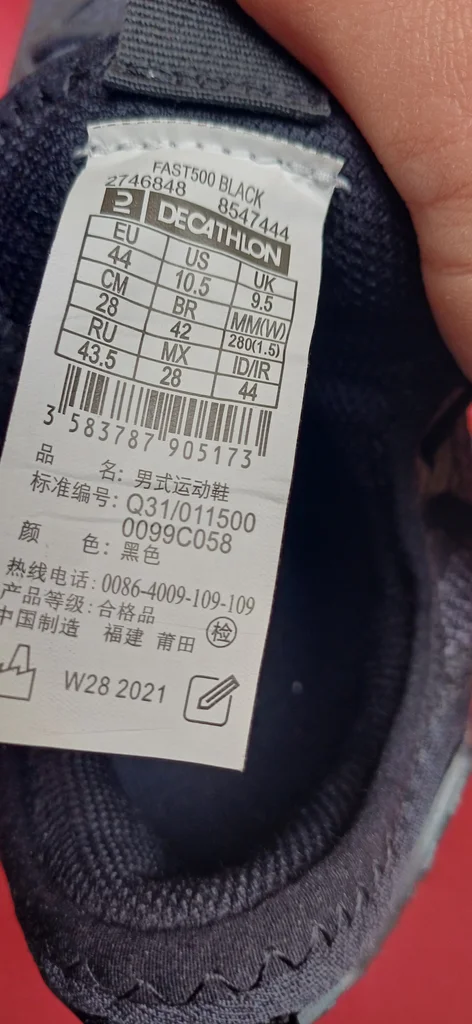 FAST500 BLACK
2746848 8547444
DECATHLON
EU US UK
44 10.5 9.5
CM BR MM(W)
28 42 280(1.5)
RU MX ID/IR
43.5 28 44
3 583787 905173
品 名: 男式运动鞋
标准编号: Q31/011500
0099C058
颜 色: 黑色
热线电话: 0086-4009-109-109
产品等级: 合格品
中国制造 福建 莆田 检
W28 2021